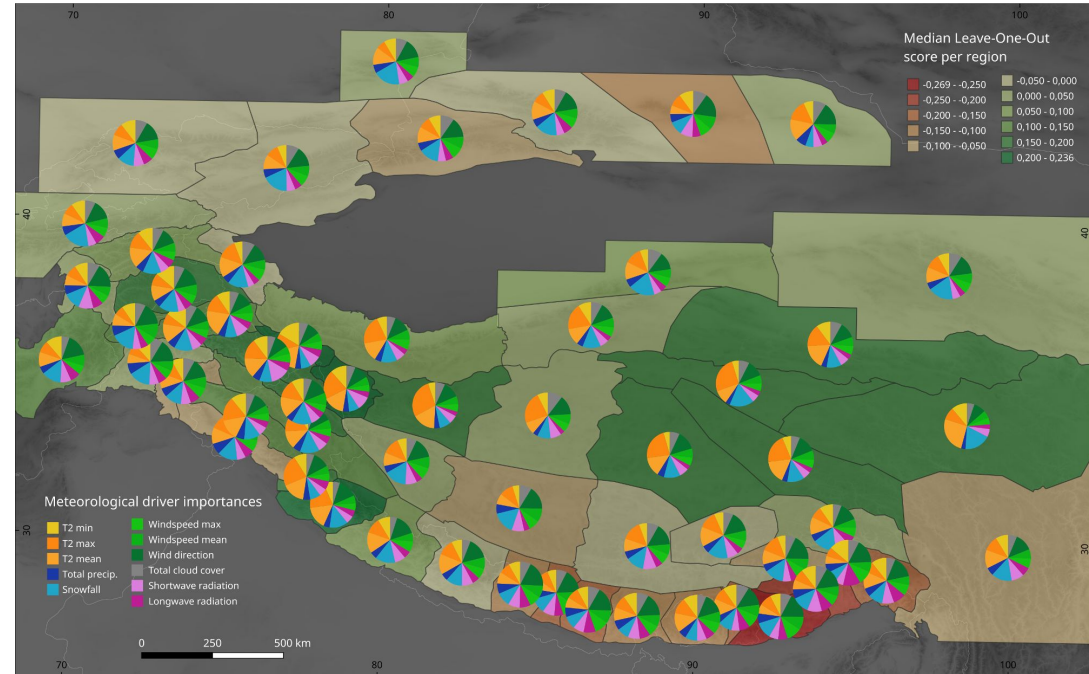 70 80 90 100
Median Leave-One-Out
score per region
-0,269 - -0,250
-0,250 - -0,200
-0,200 - -0,150
-0,150 - -0,100
-0,100 - -0,050
-0,050 - 0,000
0,000 - 0,050
0,050 - 0,100
0,100 - 0,150
0,150 - 0,200
0,200 - 0,236
40
40
30
30
Meteorological driver importances
T2 min
T2 max
T2 mean
Total precip.
Snowfall
Windspeed max
Windspeed mean
Wind direction
Total cloud cover
Shortwave radiation
Longwave radiation
0 250 500 km
70 80 90 100